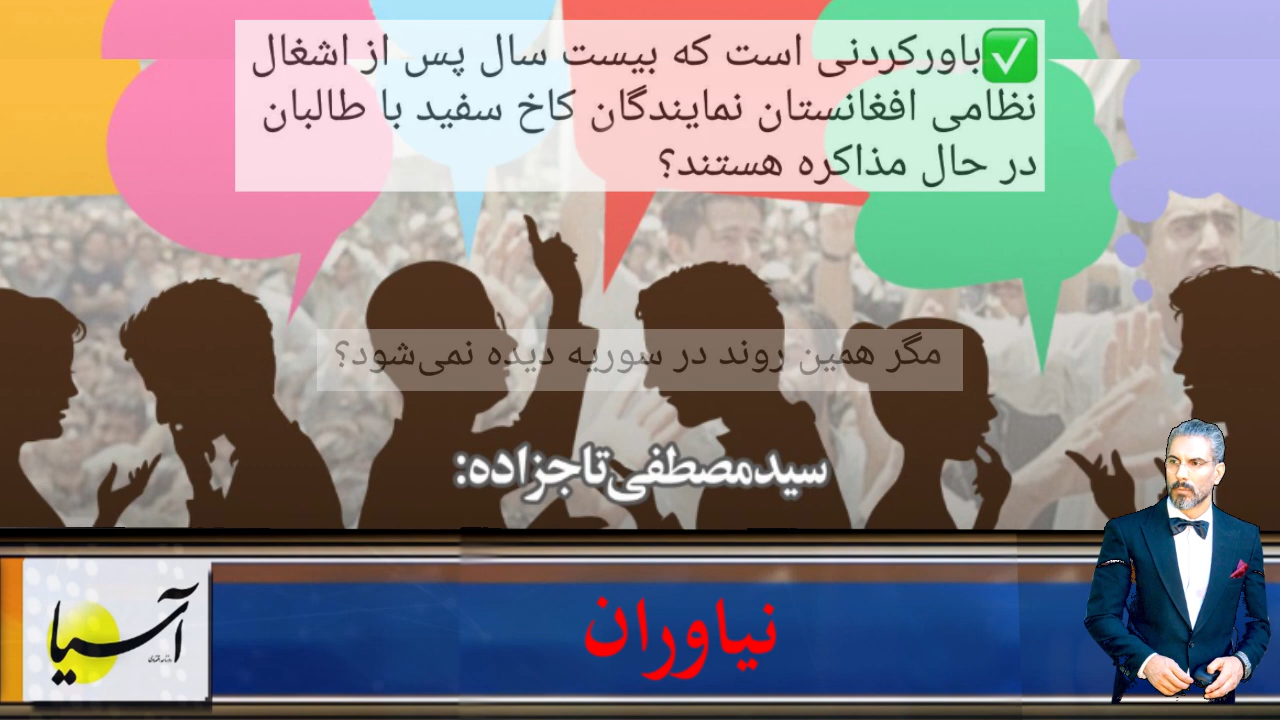 ✅باورکردنی است که بیست سال پس از اشغال
نظامی افغانستان نمایندگان کاخ سفید با طالبان
در حال مذاکره هستند؟
مگر همین روند در سوریه دیده نمی‌شود؟
سیدمصطفی‌تاجزاده:
نیاوران
آسیا